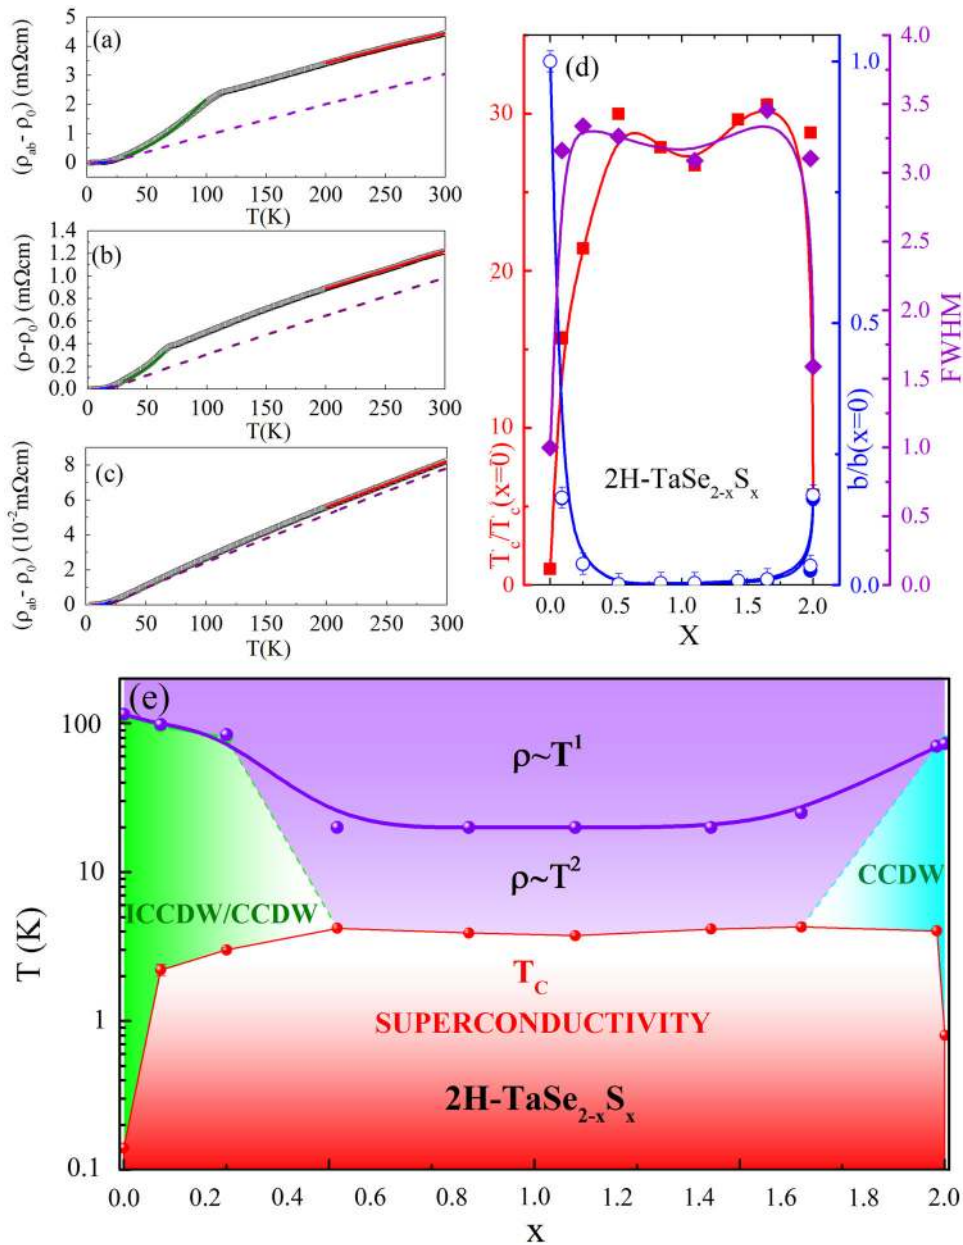 (a)
(ρab - ρ0) (mΩcm)
5
4
3
2
1
0
0 50 100 150 200 250 300
T(K)
(b)
(ρ-ρ0) (mΩcm)
1.4
1.2
1.0
0.8
0.6
0.4
0.2
0.0
0 50 100 150 200 250 300
T(K)
(c)
(ρab - ρ0) (10-2mΩcm)
8
6
4
2
0
0 50 100 150 200 250 300
T(K)
(d)
Tc/Tc(x=0)
30
20
10
0
2H-TaSe2-xSx
0.0 0.5 1.0 1.5 2.0
X
b/b(x=0)
1.0
0.5
0.0
FWHM
4.0
3.5
3.0
2.5
2.0
1.5
1.0
0.5
0.0
(e)
T (K)
100
10
1
0.1
ρ~T1
ρ~T2
ICCDW/CCDW
CCDW
TC
SUPERCONDUCTIVITY
2H-TaSe2-xSx
0.0 0.2 0.4 0.6 0.8 1.0 1.2 1.4 1.6 1.8 2.0
x